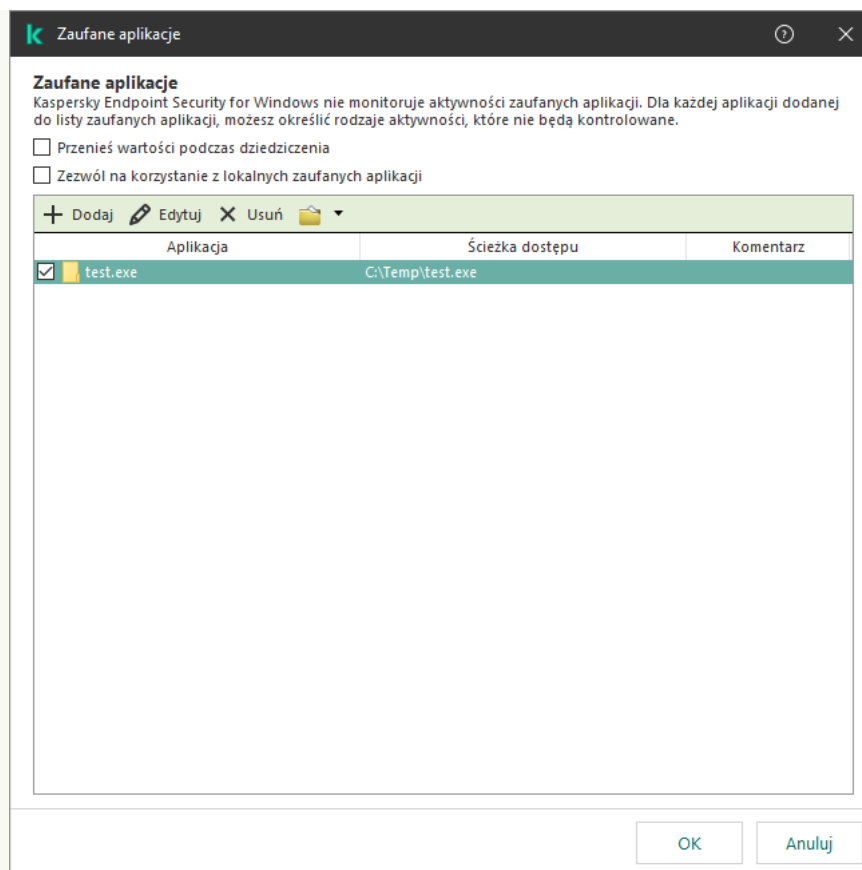 Zaufane aplikacje
Zaufane aplikacje
Kaspersky Endpoint Security for Windows nie monitoruje aktywności zaufanych aplikacji. Dla każdej aplikacji dodanej
do listy zaufanych aplikacji, możesz określić rodzaje aktywności, które nie będą kontrolowane.
Przenieś wartości podczas dziedziczenia
Zezwól na korzystanie z lokalnych zaufanych aplikacji
Dodaj Edytuj Usuń
Aplikacja Ścieżka dostępu Komentarz
test.exe C:\Temp\test.exe
OK Anuluj